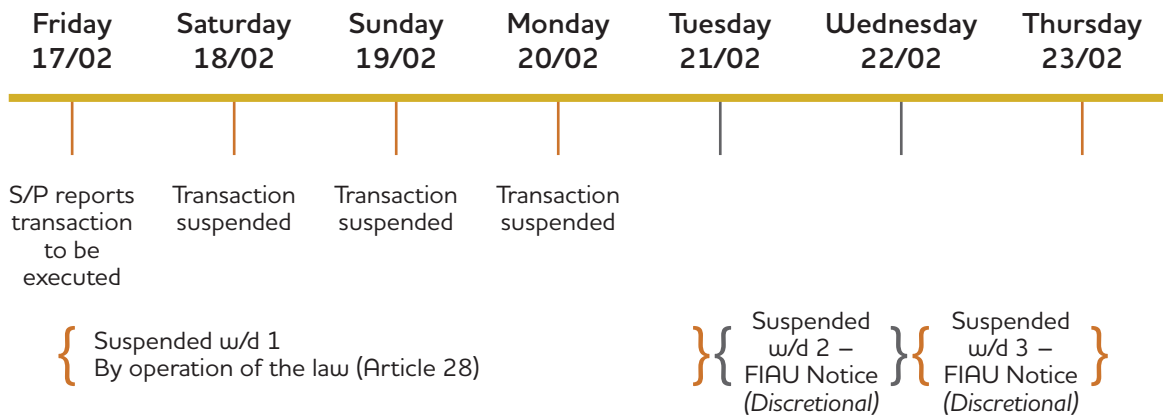 Friday
17/02
Saturday
18/02
Sunday
19/02
Monday
20/02
Tuesday
21/02
Wednesday
22/02
Thursday
23/02
S/P reports
transaction
to be
executed
Transaction
suspended
Transaction
suspended
Transaction
suspended
Suspended w/d 1
By operation of the law (Article 28)
Suspended
w/d 2 –
FIAU Notice
(Discretional)
Suspended
w/d 3 –
FIAU Notice
(Discretional)